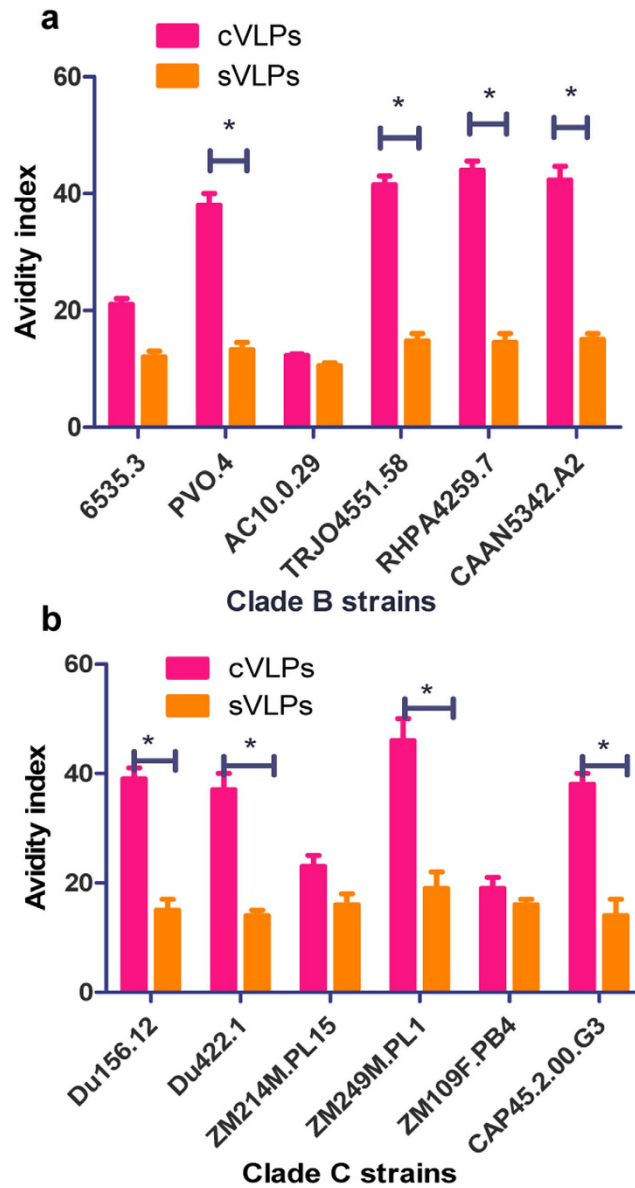 a
cVLPs
sVLPs
60
40
20
0
Avidity index
*
*
*
*
6535.3
PVO.4
AC10.0.29
TRJO4551.58
RHPA4259.7
CAAN5342.A2
Clade B strains
b
cVLPs
sVLPs
60
40
20
0
Avidity index
*
*
*
*
Du156.12
Du422.1
ZM214M.PL15
ZM249M.PL1
ZM109F.PB4
CAP45.2.00.G3
Clade C strains